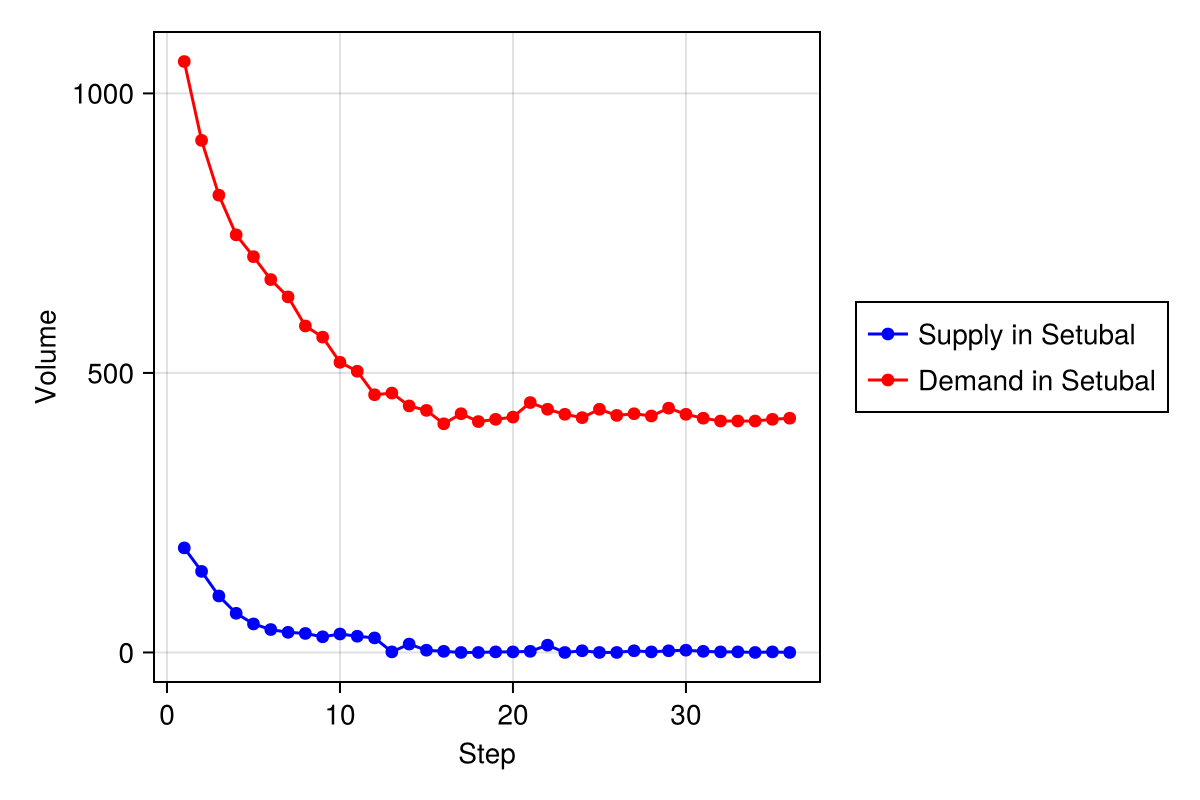 1000
500
0
Volume
0 10 20 30
Step
Supply in Setubal
Demand in Setubal